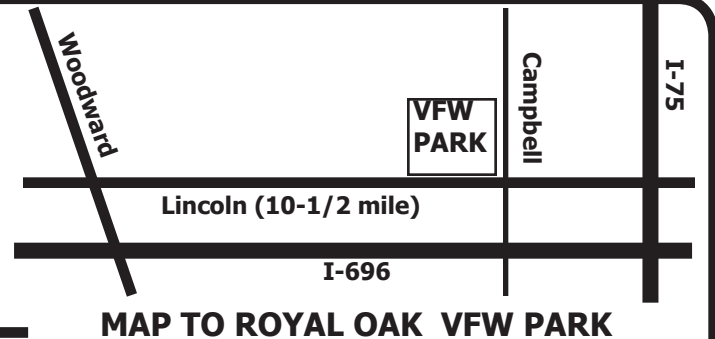 Woodward
VFW
PARK
Campbell
I-75
Lincoln (10-1/2 mile)
I-696
MAP TO ROYAL OAK VFW PARK